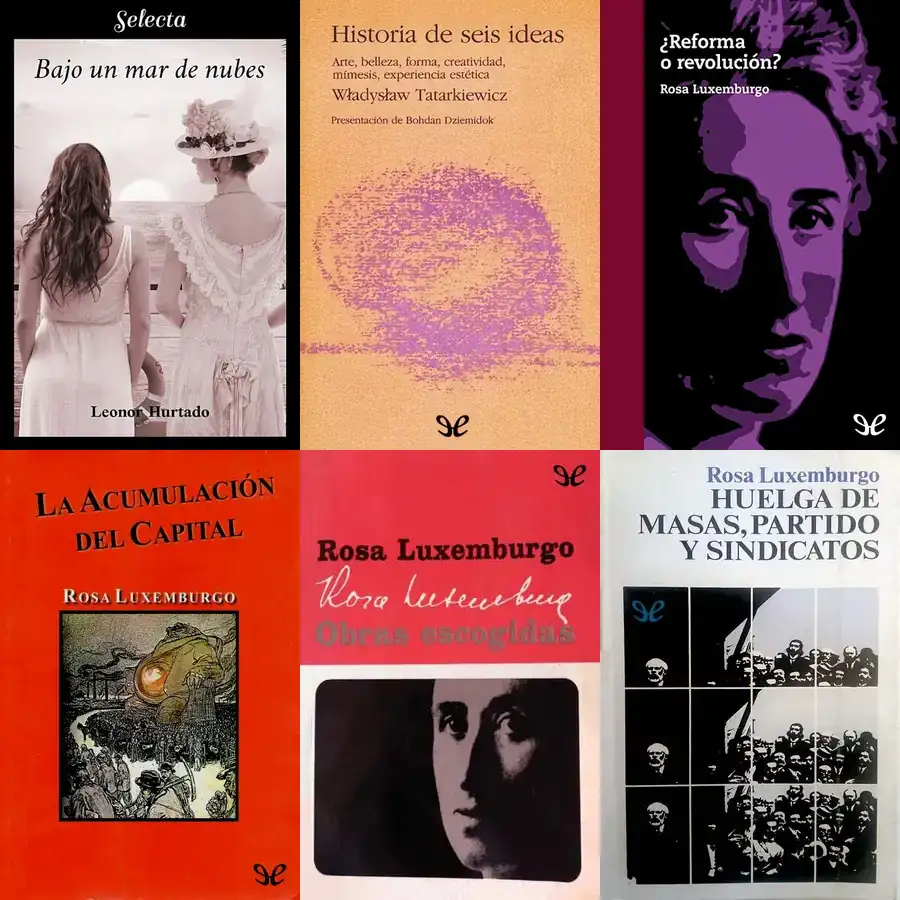 Selecta
Bajo un mar de nubes
Leonor Hurtado
Historia de seis ideas
Arte, belleza, forma, creatividad,
mímesis, experiencia estética
Władysław Tatarkiewicz
Presentación de Bohdan Dziemidok
¿Reforma
o revolución?
Rosa Luxemburgo
LA ACUMULACIÓN
DEL CAPITAL
ROSA LUXEMBURGO
Rosa Luxemburgo
Rosa Luxemburg
Obras escogidas
Rosa Luxemburgo
HUELGA DE
MASAS, PARTIDO
Y SINDICATOS